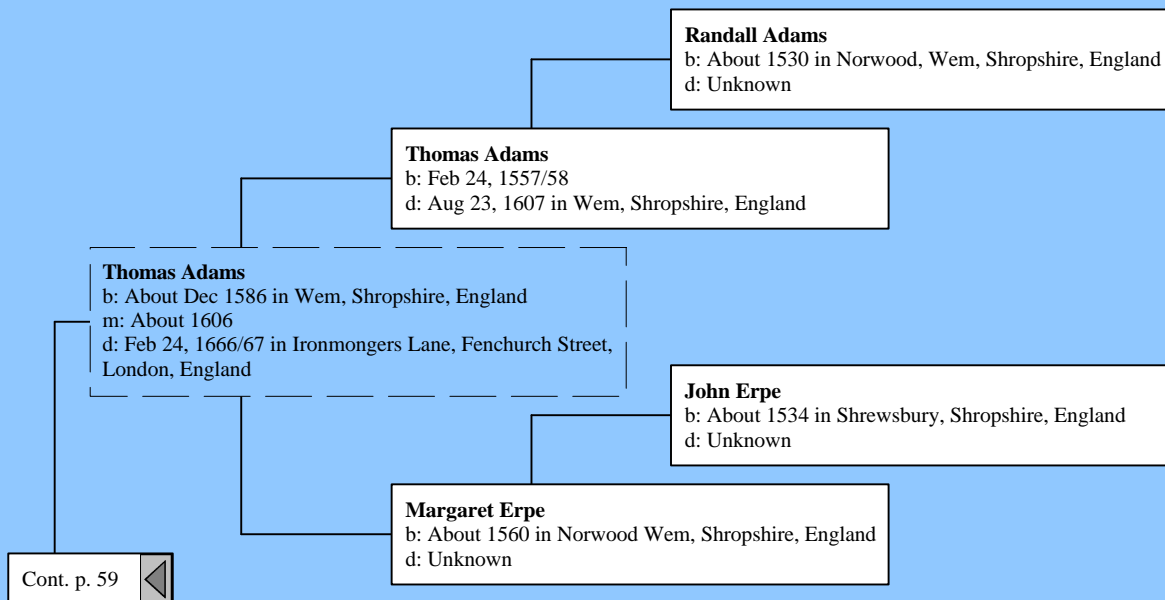 Randall Adams
b: About 1530 in Norwood, Wem, Shropshire, England
d: Unknown
Thomas Adams
b: Feb 24, 1557/58
d: Aug 23, 1607 in Wem, Shropshire, England
Thomas Adams
b: About Dec 1586 in Wem, Shropshire, England
m: About 1606
d: Feb 24, 1666/67 in Ironmongers Lane, Fenchurch Street,
London, England
John Erpe
b: About 1534 in Shrewsbury, Shropshire, England
d: Unknown
Margaret Erpe
b: About 1560 in Norwood Wem, Shropshire, England
d: Unknown
Cont. p. 59